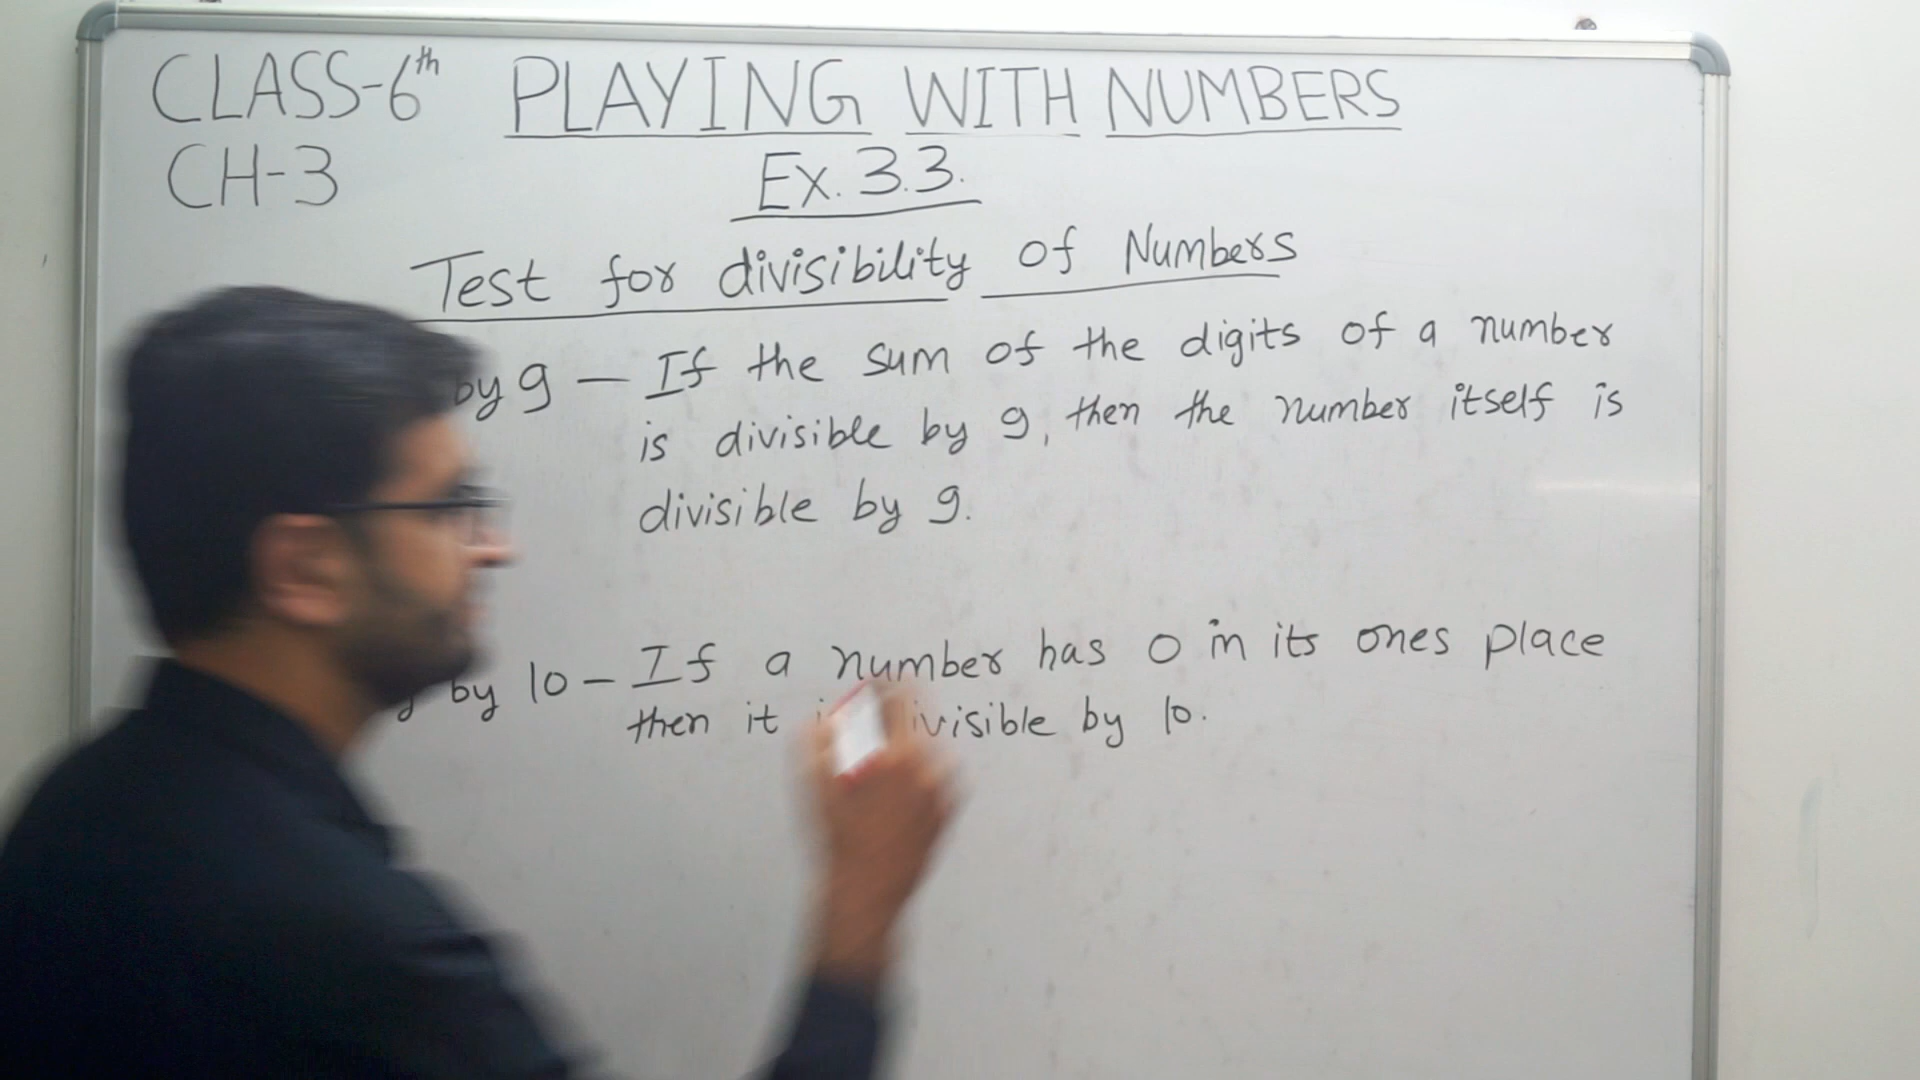 CLASS-6th PLAYING WITH NUMBERS
CH-3 Ex. 3.3.
Test for divisibility of Numbers
by 9 - If the sum of the digits of a number
is divisible by 9, then the number itself is
divisible by 9.
by 10 - If a number has 0 in its ones place
then it divisible by 10.